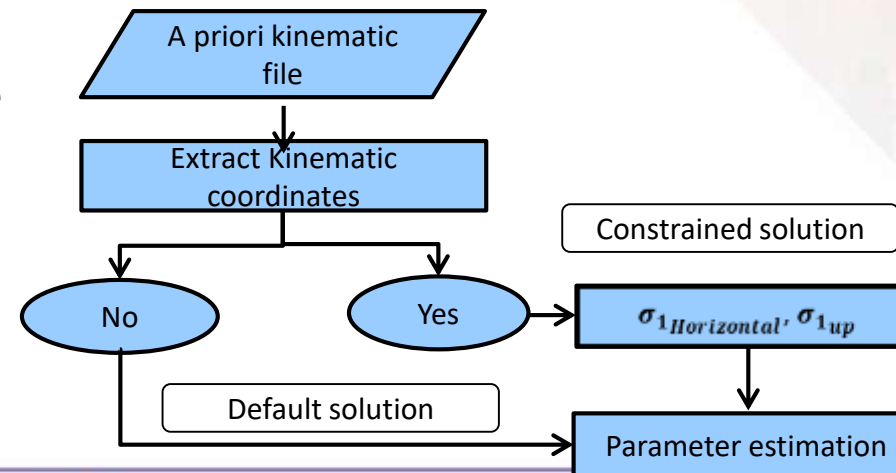 A priori kinematic
file
Extract Kinematic
coordinates
Constrained solution
No
Yes
σ₁Horizontal, σ₁up
Default solution
Parameter estimation